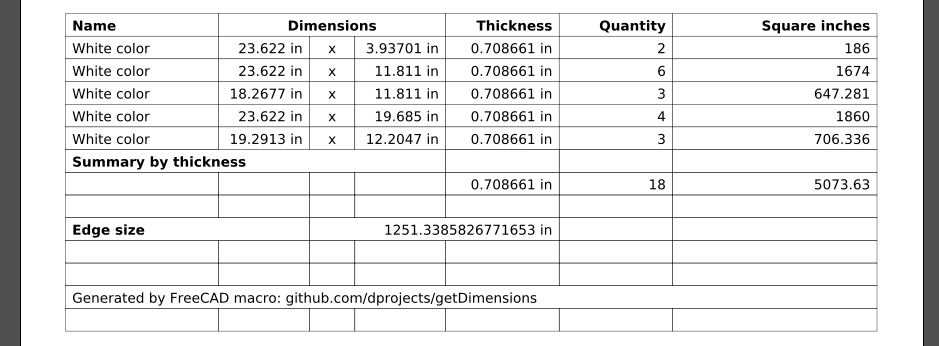 Name Dimensions Thickness Quantity Square inches
White color 23.622 in x 3.93701 in 0.708661 in 2 186
White color 23.622 in x 11.811 in 0.708661 in 6 1674
White color 18.2677 in x 11.811 in 0.708661 in 3 647.281
White color 23.622 in x 19.685 in 0.708661 in 4 1860
White color 19.2913 in x 12.2047 in 0.708661 in 3 706.336
Summary by thickness
0.708661 in 18 5073.63
Edge size 1251.3385826771653 in
Generated by FreeCAD macro: github.com/dprojects/getDimensions